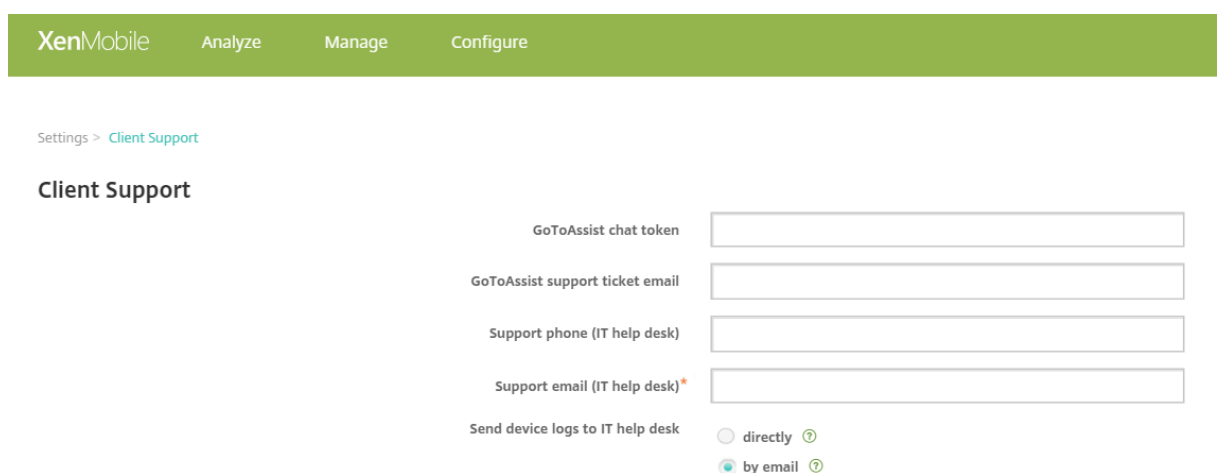 XenMobile Analyze Manage Configure
Settings > Client Support
Client Support
GoToAssist chat token
GoToAssist support ticket email
Support phone (IT help desk)
Support email (IT help desk)*
Send device logs to IT help desk
directly ?
by email ?